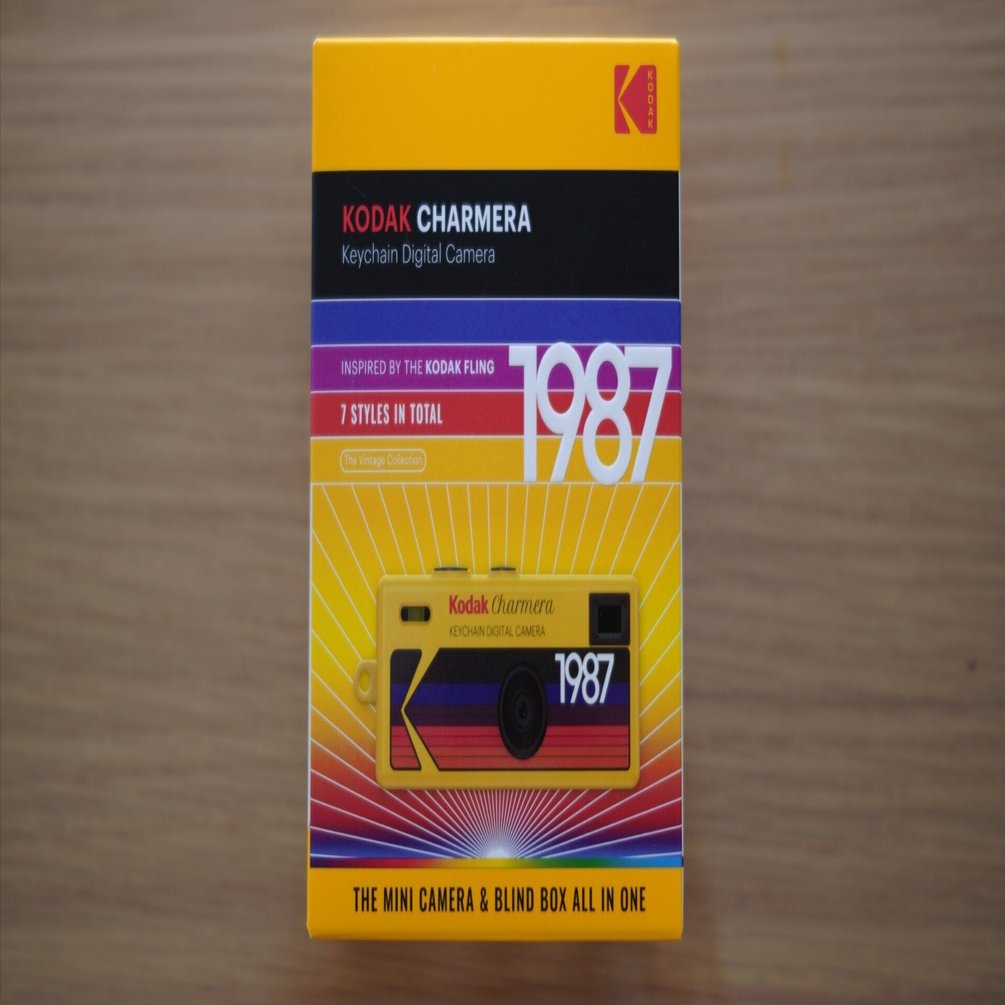 KODAK
KODAK CHARMERA
Keychain Digital Camera
INSPIRED BY THE KODAK FLING
1987
7 STYLES IN TOTAL
The Vintage Collection
Kodak Charmera
KEYCHAIN DIGITAL CAMERA
1987
THE MINI CAMERA & BLIND BOX ALL IN ONE